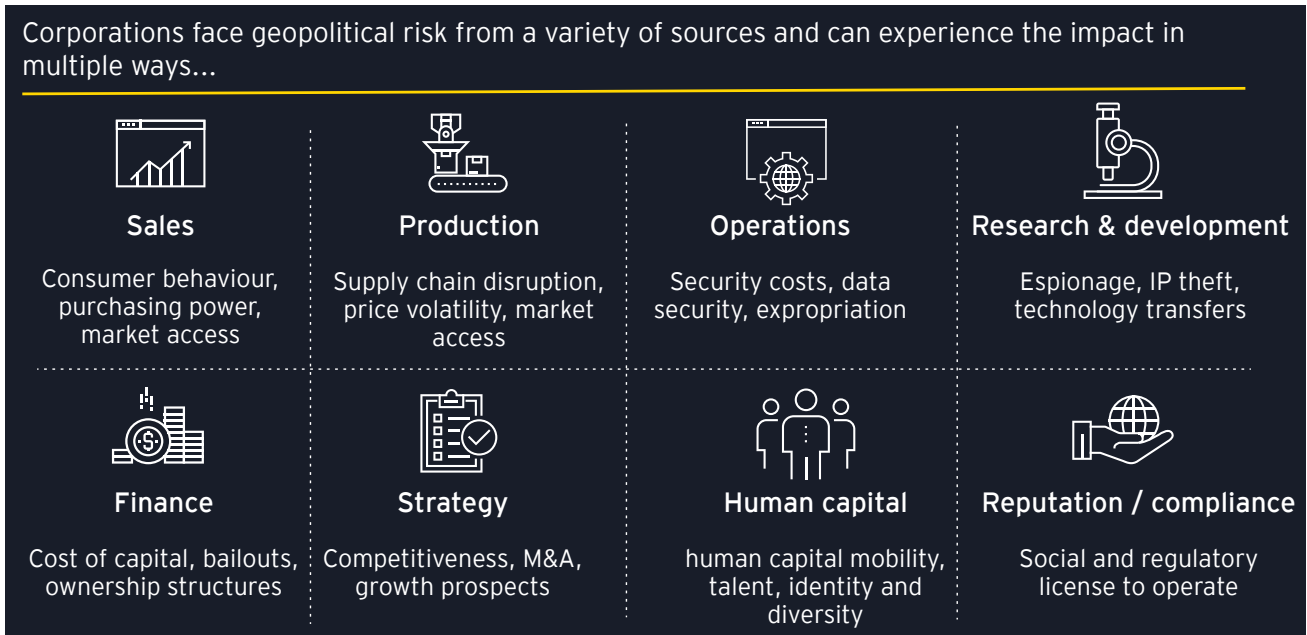 Corporations face geopolitical risk from a variety of sources and can experience the impact in
multiple ways...
Sales
Consumer behaviour,
purchasing power,
market access
Production
Supply chain disruption,
price volatility, market
access
Operations
Security costs, data
security, expropriation
Research & development
Espionage, IP theft,
technology transfers
Finance
Cost of capital, bailouts,
ownership structures
Strategy
Competitiveness, M&A,
growth prospects
Human capital
human capital mobility,
talent, identity and
diversity
Reputation / compliance
Social and regulatory
license to operate